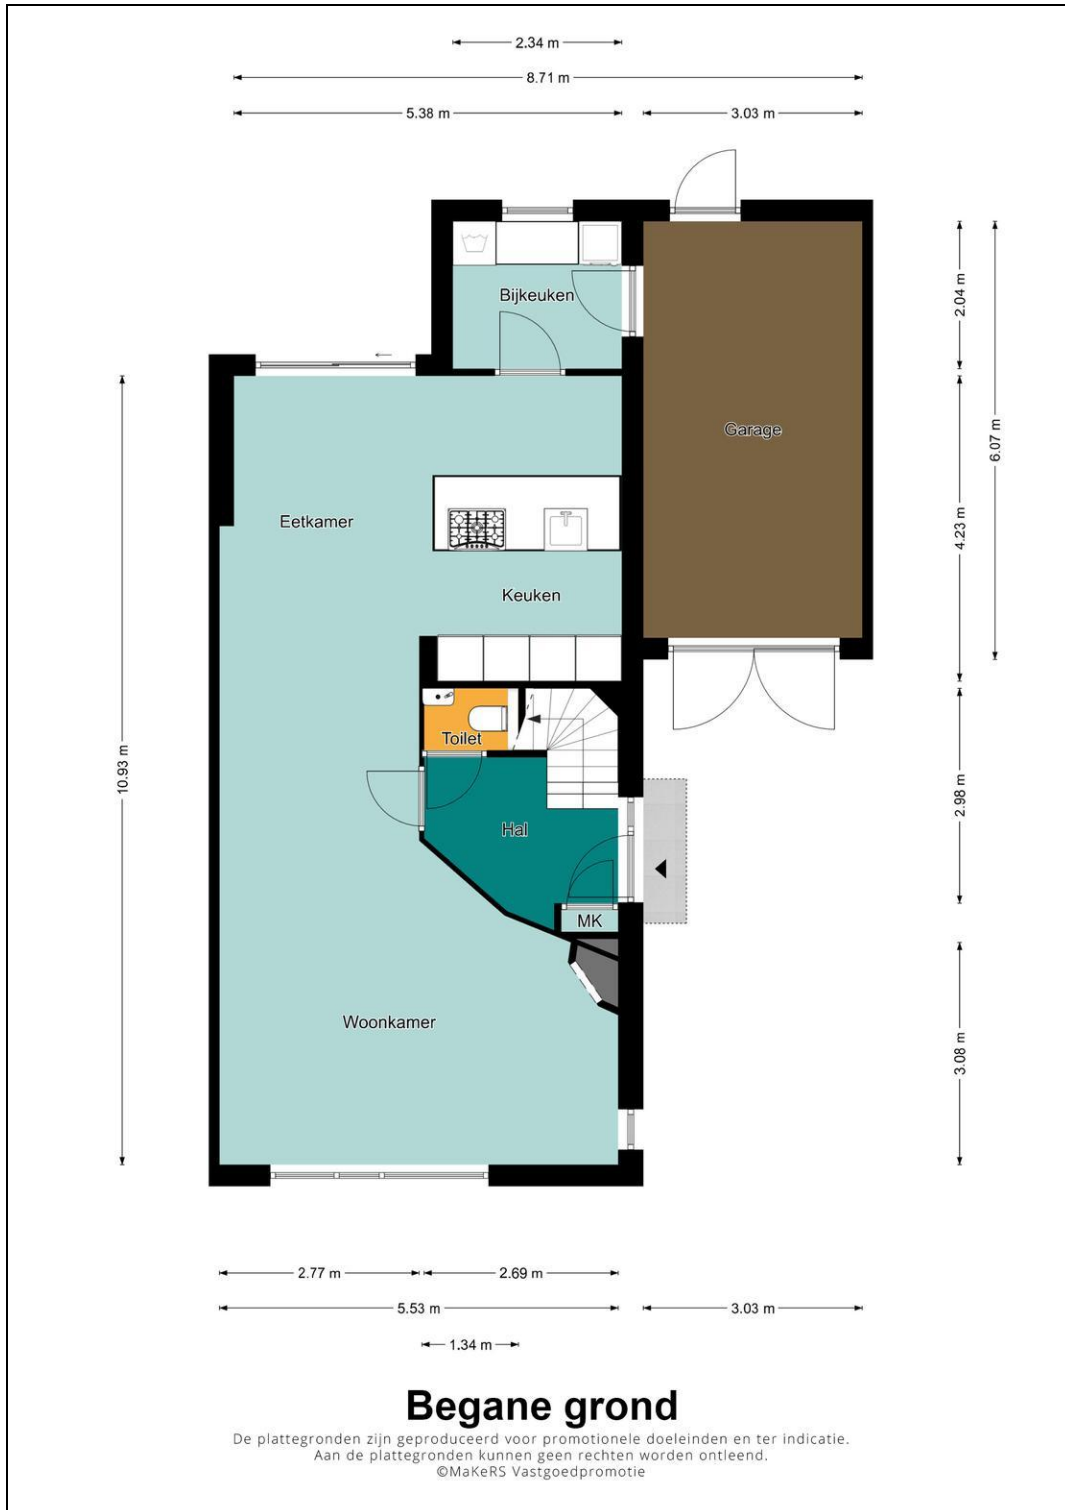 2.34 m
8.71 m
5.38 m
3.03 m
Bijkeuken
2.04 m
Garage
6.07 m
Eetkamer
4.23 m
Keuken
Toilet
10.93 m
Hal
2.98 m
MK
Woonkamer
3.08 m
2.77 m
2.69 m
5.53 m
3.03 m
1.34 m
Begane grond
De plattegronden zijn geproduceerd voor promotionele doeleinden en ter indicatie.
Aan de plattegronden kunnen geen rechten worden ontleend.
©MaKeRS Vastgoedpromotie